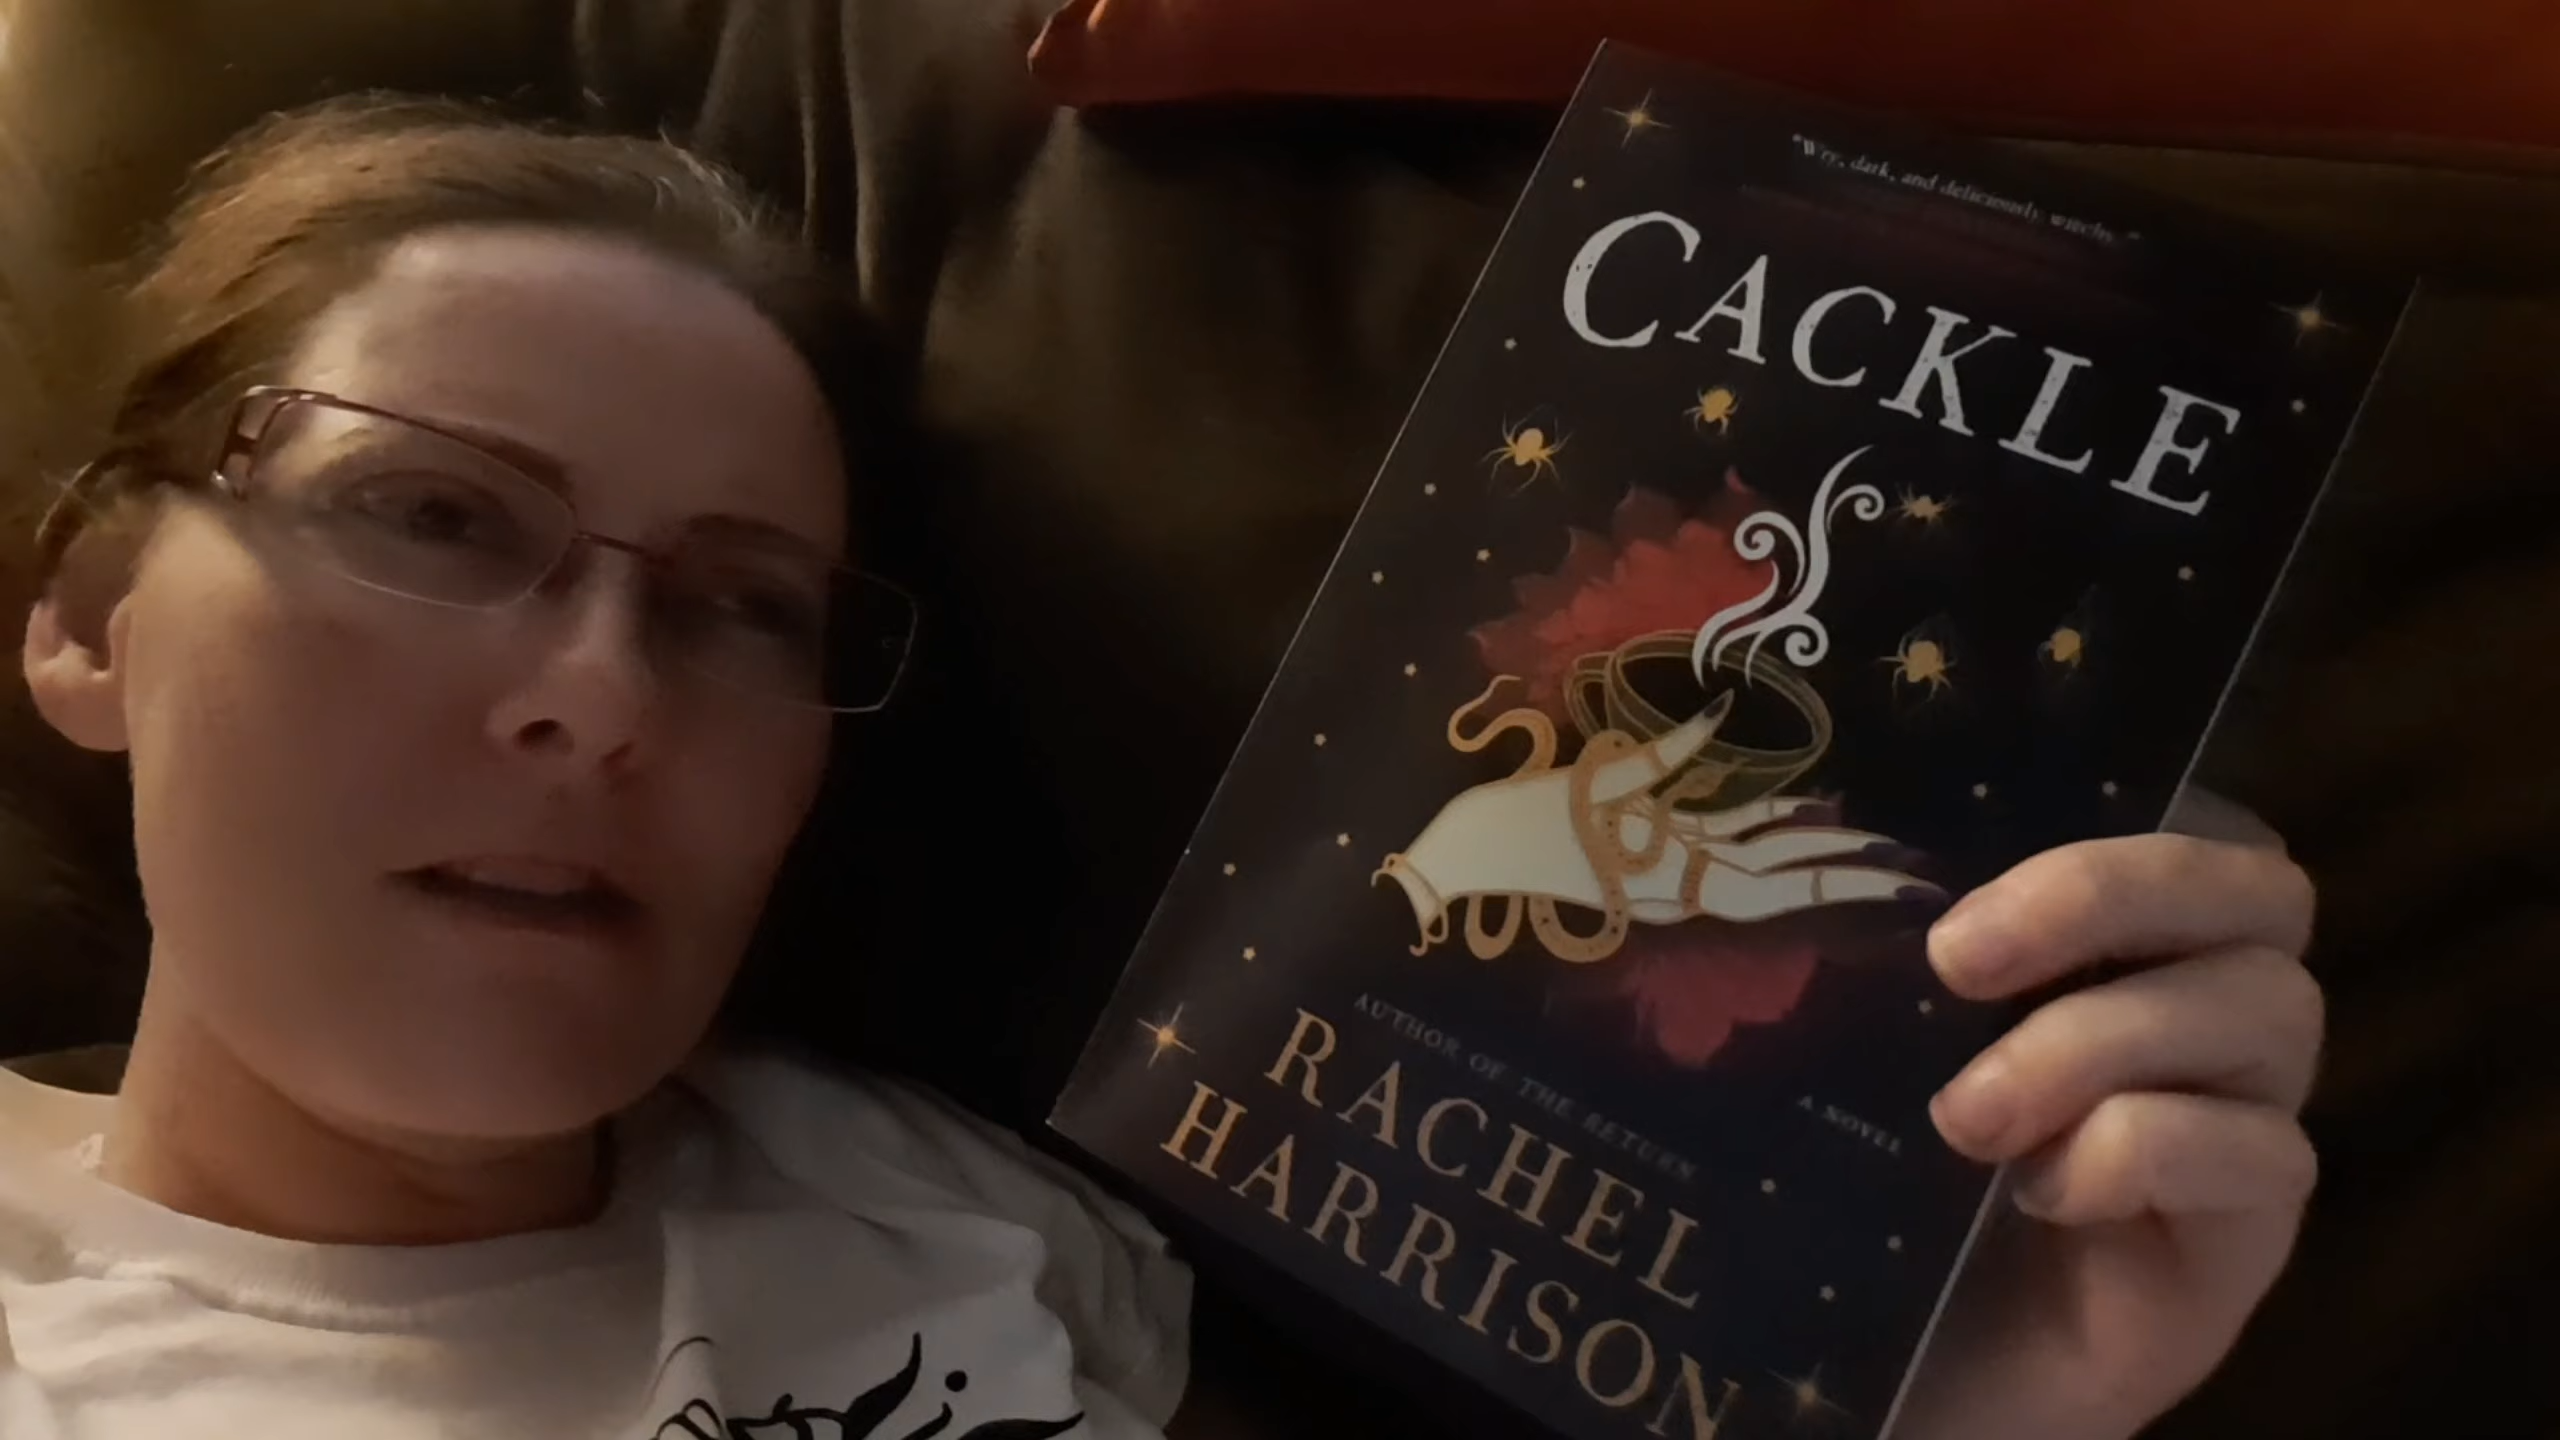 "Wry, dark, and deliciously witchy."
CACKLE
AUTHOR OF THE RETURN
A NOVEL
RACHEL
HARRISON